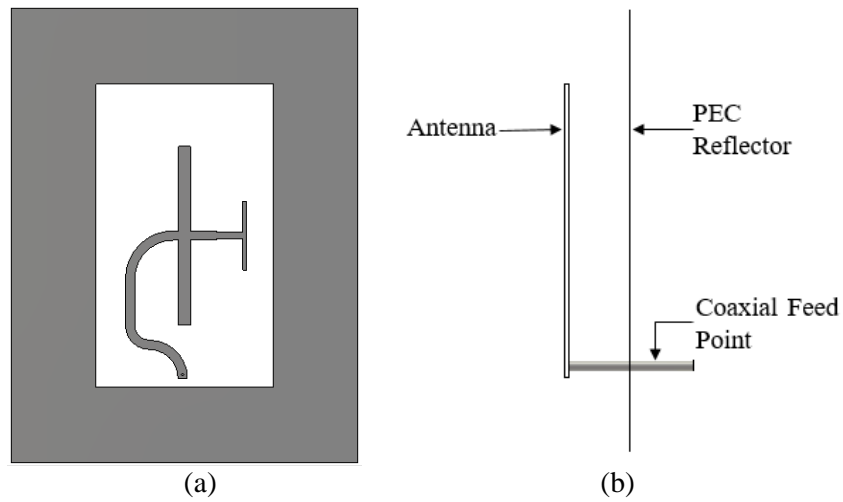 Antenna
PEC
Reflector
Coaxial Feed
Point
(a)
(b)